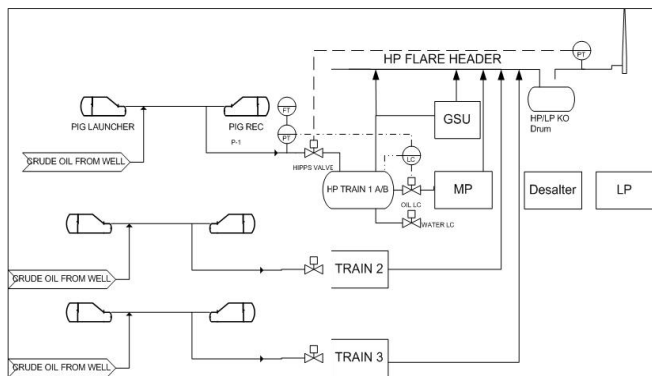 PT
HP FLARE HEADER
FT
GSU
HP/LP KO
Drum
PIG LAUNCHER
PIG REC
P-1
PT
LC
CRUDE OIL FROM WELL
HIPPS VALVE
HP TRAIN 1 A/B
MP
Desalter
LP
OIL LC
WATER LC
CRUDE OIL FROM WELL
TRAIN 2
CRUDE OIL FROM WELL
TRAIN 3